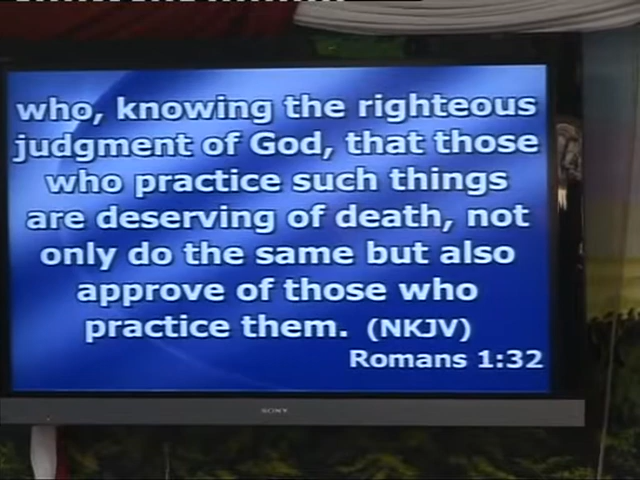 who, knowing the righteous
judgment of God, that those
who practice such things
are deserving of death, not
only do the same but also
approve of those who
practice them. (NKJV)
Romans 1:32
SONY